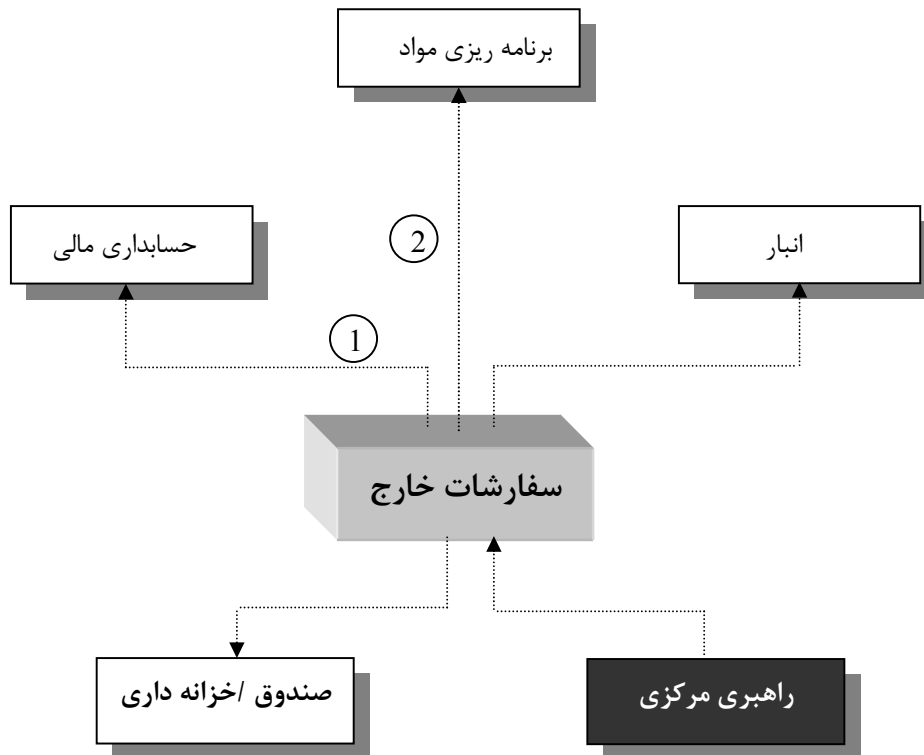 برنامه ریزی مواد
حسابداری مالی
انبار
2
1
سفارشات خارج
صندوق /خزانه داری
راهبری مرکزی